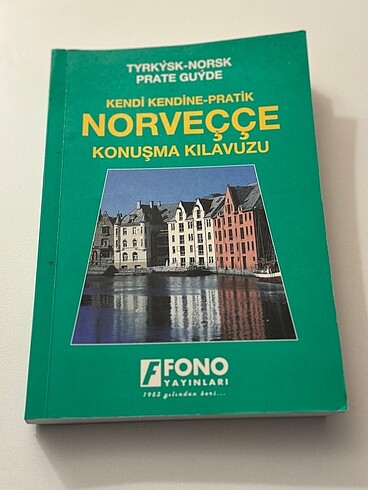 TYRKÝSK-NORSK
PRATE GUÝDE
KENDİ KENDİNE-PRATİK
NORVEÇÇE
KONUŞMA KILAVUZU
FONO
YAYINLARI
1953 yılından beri...